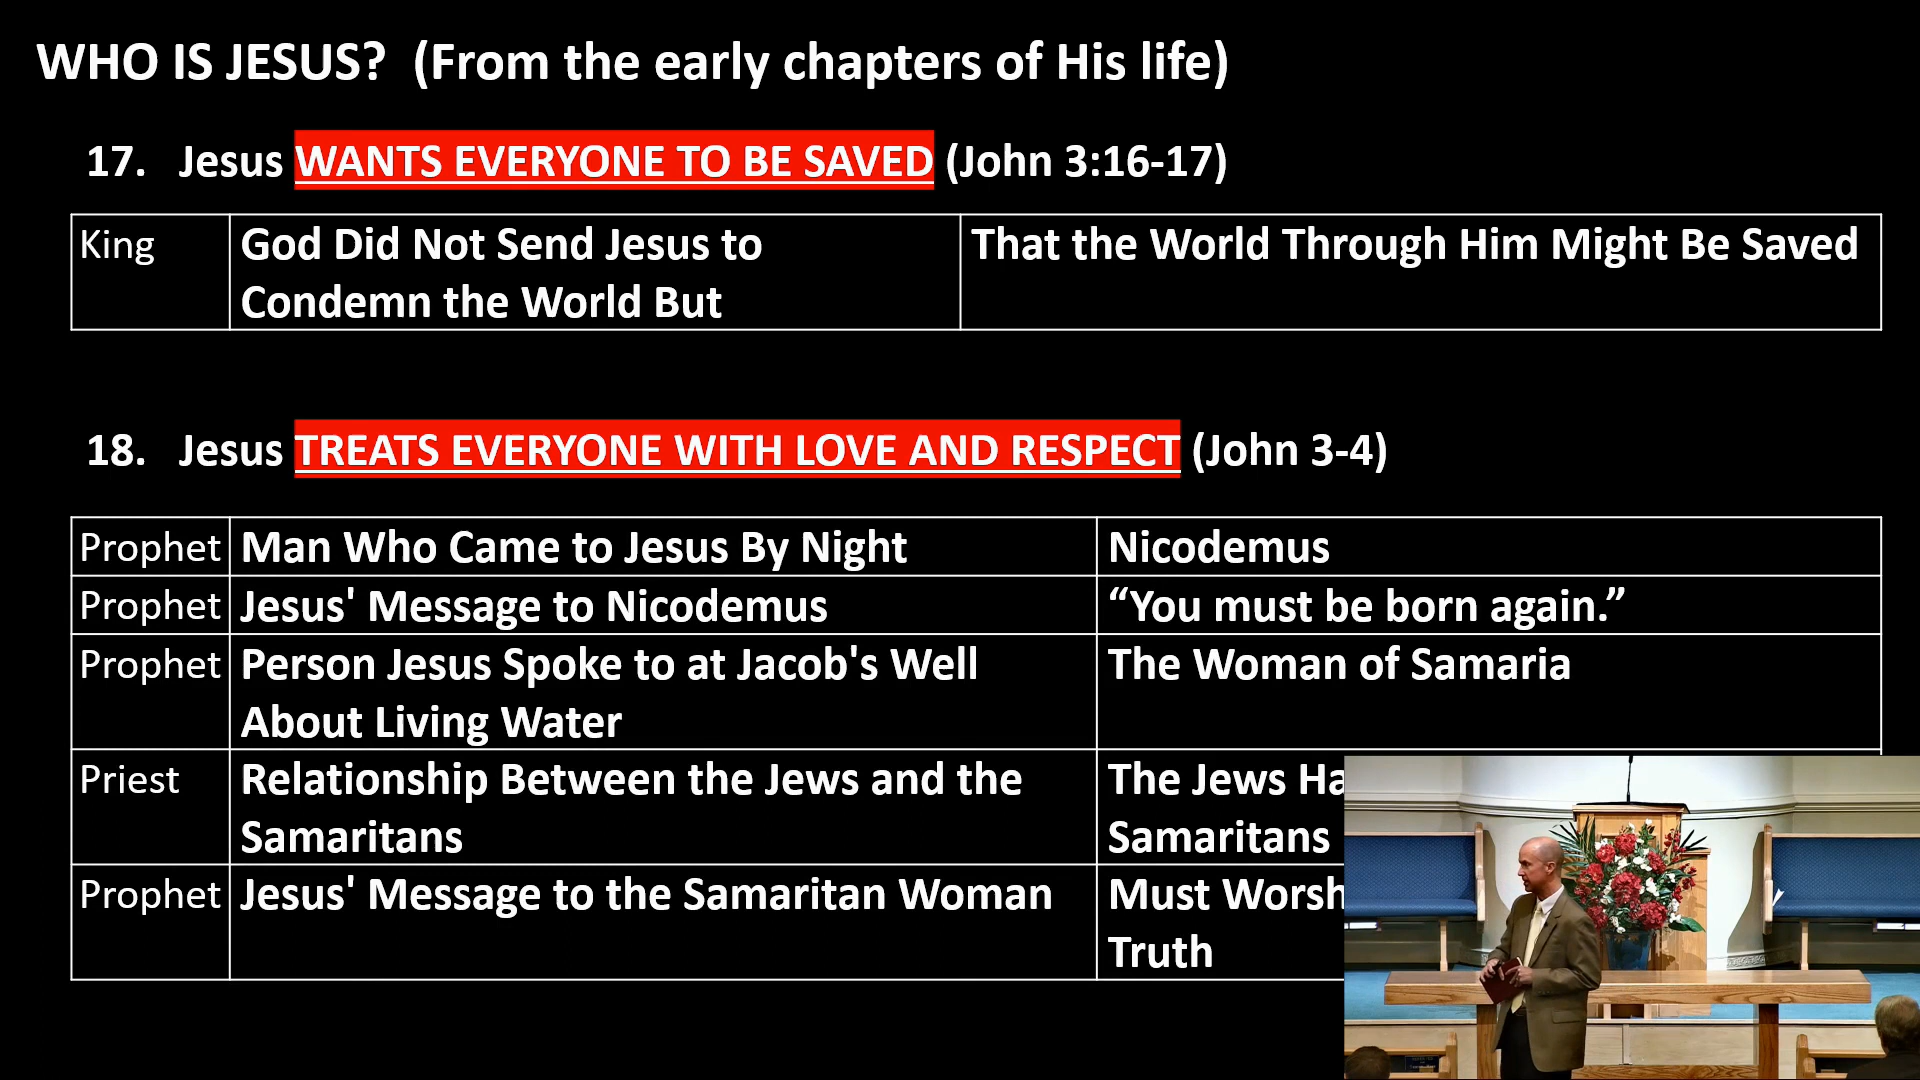 WHO IS JESUS? (From the early chapters of His life)
17. Jesus WANTS EVERYONE TO BE SAVED (John 3:16-17)
King
God Did Not Send Jesus to
Condemn the World But
That the World Through Him Might Be Saved
18. Jesus TREATS EVERYONE WITH LOVE AND RESPECT (John 3-4)
Prophet
Man Who Came to Jesus By Night
Nicodemus
Prophet
Jesus' Message to Nicodemus
“You must be born again.”
Prophet
Person Jesus Spoke to at Jacob's Well
About Living Water
The Woman of Samaria
Priest
Relationship Between the Jews and the
Samaritans
The Jews
Samaritans
Prophet
Jesus' Message to the Samaritan Woman
Must
Truth